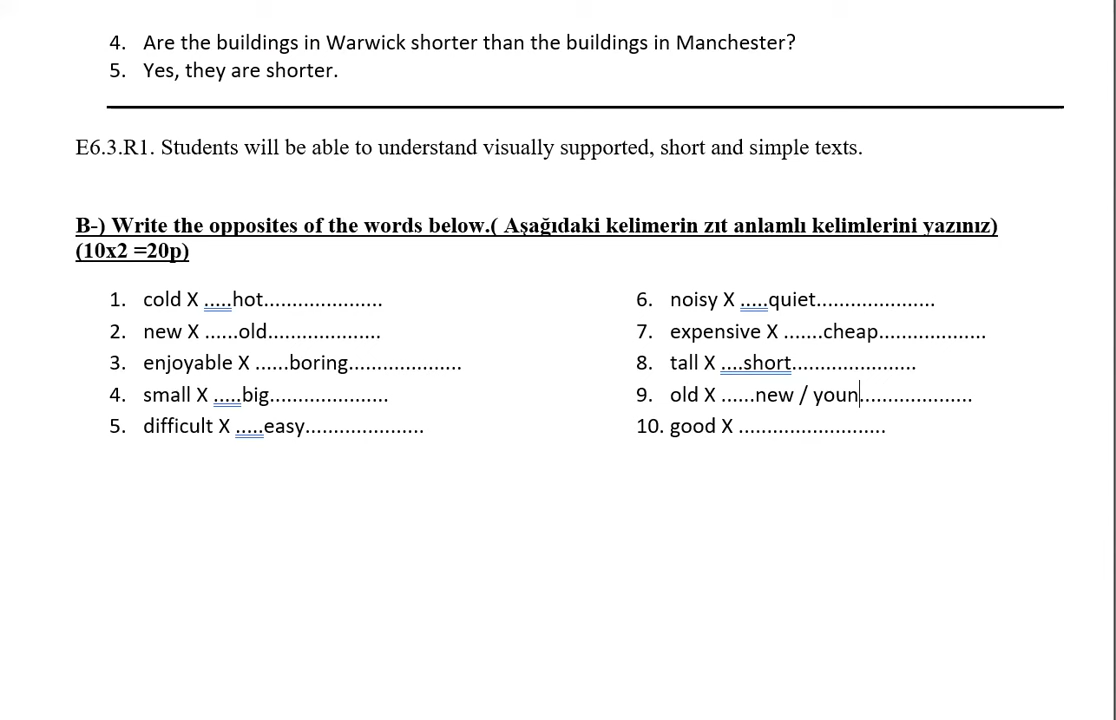 4. Are the buildings in Warwick shorter than the buildings in Manchester?
5. Yes, they are shorter.
E6.3.R1. Students will be able to understand visually supported, short and simple texts.
B-) Write the opposites of the words below.( Aşağıdaki kelimerin zıt anlamlı kelimlerini yazınız)
(10x2 =20p)
1. cold X .....hot.....................
2. new X ......old....................
3. enjoyable X ......boring....................
4. small X .....big.....................
5. difficult X .....easy.....................
6. noisy X .....quiet.....................
7. expensive X .......cheap...................
8. tall X ....short......................
9. old X ......new / youn....................
10. good X ..........................